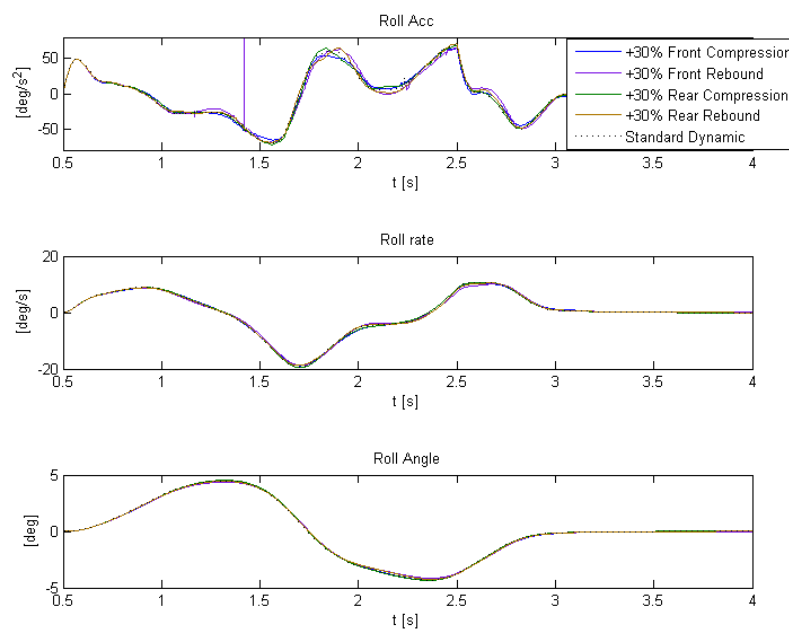 Roll Acc
[deg/s²]
50
0
-50
+30% Front Compression
+30% Front Rebound
+30% Rear Compression
+30% Rear Rebound
Standard Dynamic
0.5 1 1.5 2 2.5 3 3.5 4
t [s]
Roll rate
[deg/s]
20
0
-20
0.5 1 1.5 2 2.5 3 3.5 4
t [s]
Roll Angle
[deg]
5
0
-5
0.5 1 1.5 2 2.5 3 3.5 4
t [s]